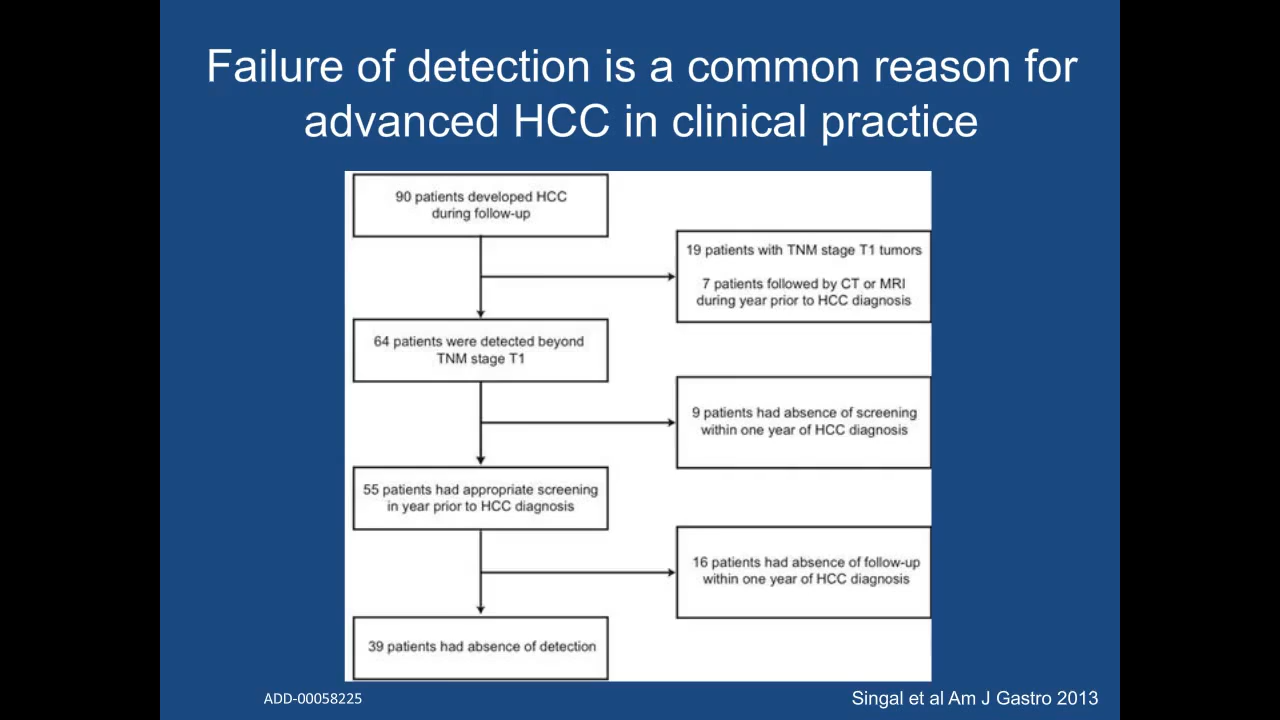 Failure of detection is a common reason for
advanced HCC in clinical practice
90 patients developed HCC
during follow-up
19 patients with TNM stage T1 tumors
7 patients followed by CT or MRI
during year prior to HCC diagnosis
64 patients were detected beyond
TNM stage T1
9 patients had absence of screening
within one year of HCC diagnosis
55 patients had appropriate screening
in year prior to HCC diagnosis
16 patients had absence of follow-up
within one year of HCC diagnosis
39 patients had absence of detection
ADD-00058225
Singal et al Am J Gastro 2013